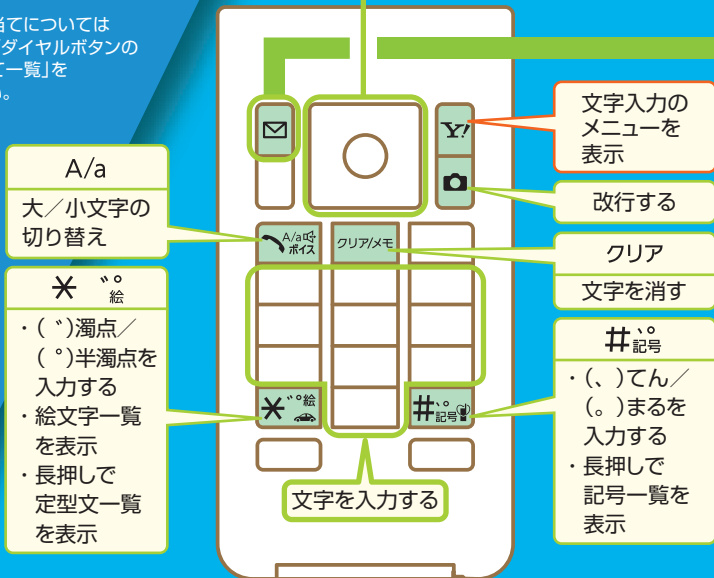 当てについては
ダイヤルボタンの
て一覧」を
い。
A/a
大／小文字の
切り替え
絵
・(゛)濁点／
(゜)半濁点を
入力する
・絵文字一覧
を表示
・長押しで
定型文一覧
を表示
Y!
A/a
ボイス
クリア/メモ
絵
#
記号
文字を入力する
文字入力の
メニューを
表示
改行する
クリア
文字を消す
#、。
記号
・(、)てん／
(。)まるを
入力する
・長押しで
記号一覧を
表示